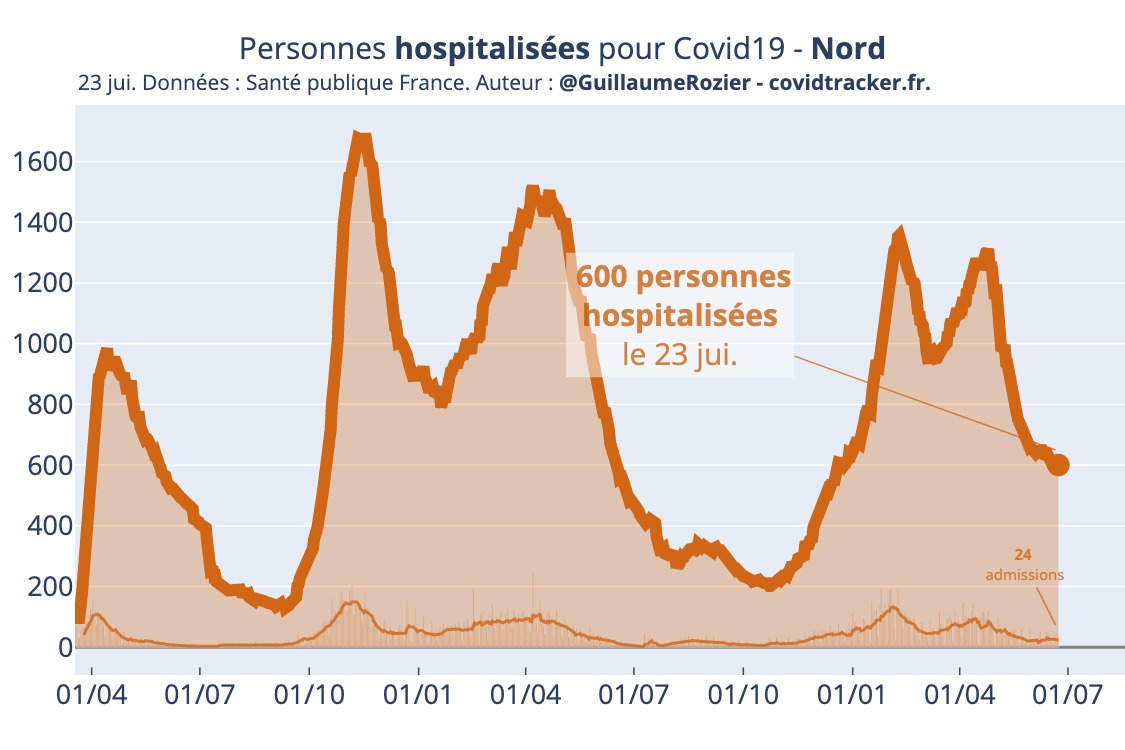 Personnes hospitalisées pour Covid19 - Nord
23 jui. Données : Santé publique France. Auteur : @GuillaumeRozier - covidtracker.fr.
1600
1400
1200
1000
800
600
400
200
0
600 personnes
hospitalisées
le 23 jui.
24
admissions
01/04 01/07 01/10 01/01 01/04 01/07 01/10 01/01 01/04 01/07